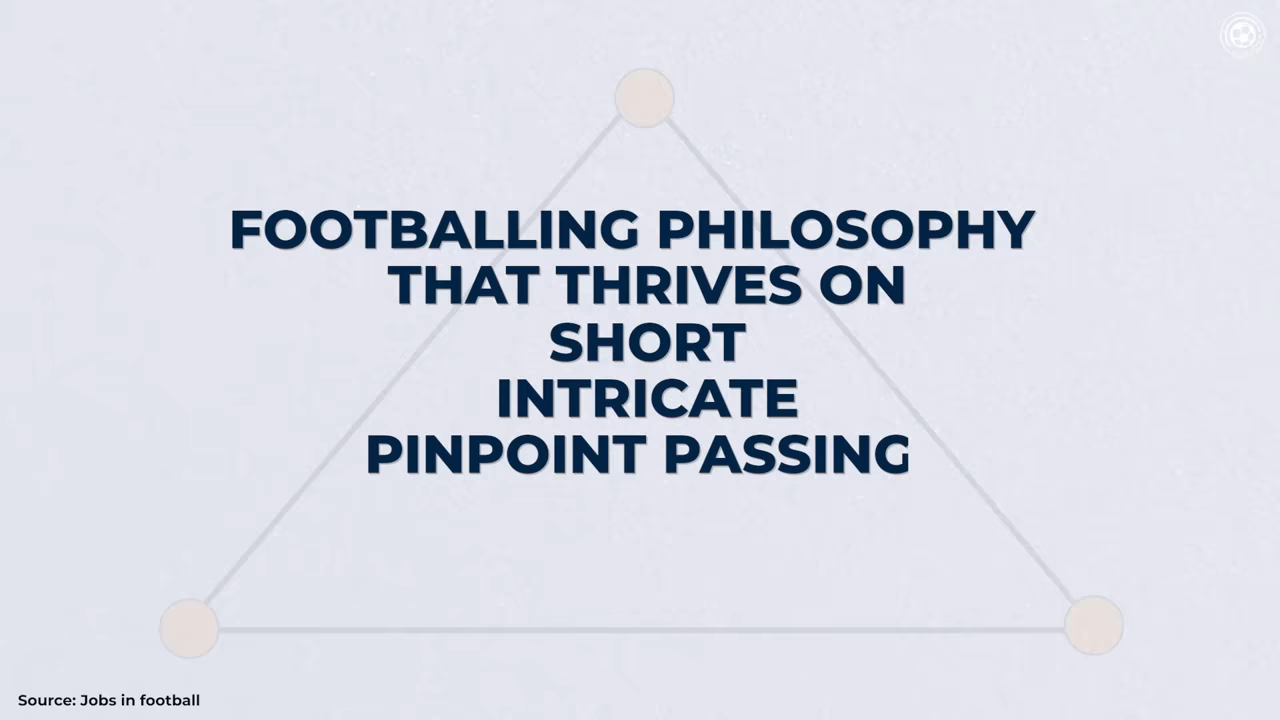 FOOTBALLING PHILOSOPHY
THAT THRIVES ON
SHORT
INTRICATE
PINPOINT PASSING
Source: Jobs in football